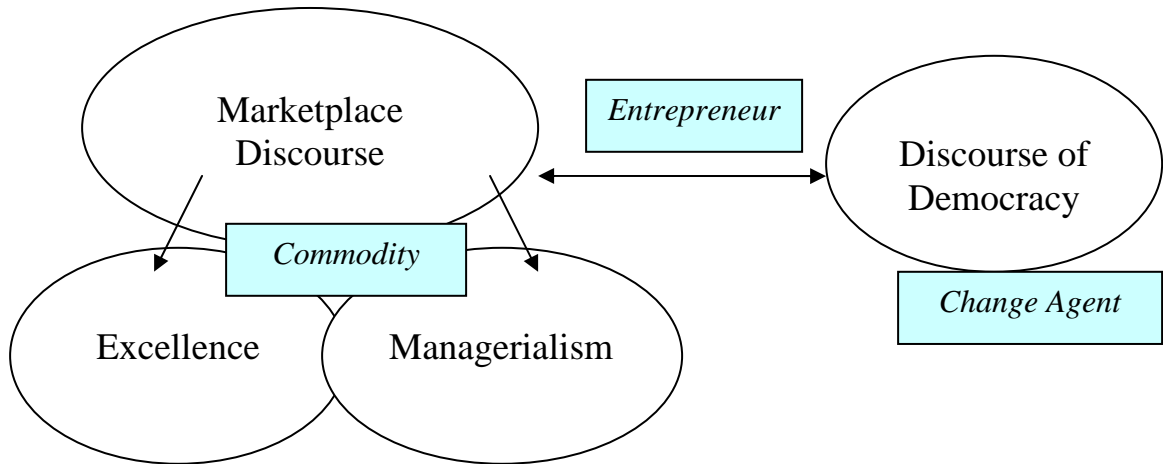 Marketplace
Discourse
Entrepreneur
Discourse of
Democracy
Commodity
Change Agent
Excellence
Managerialism